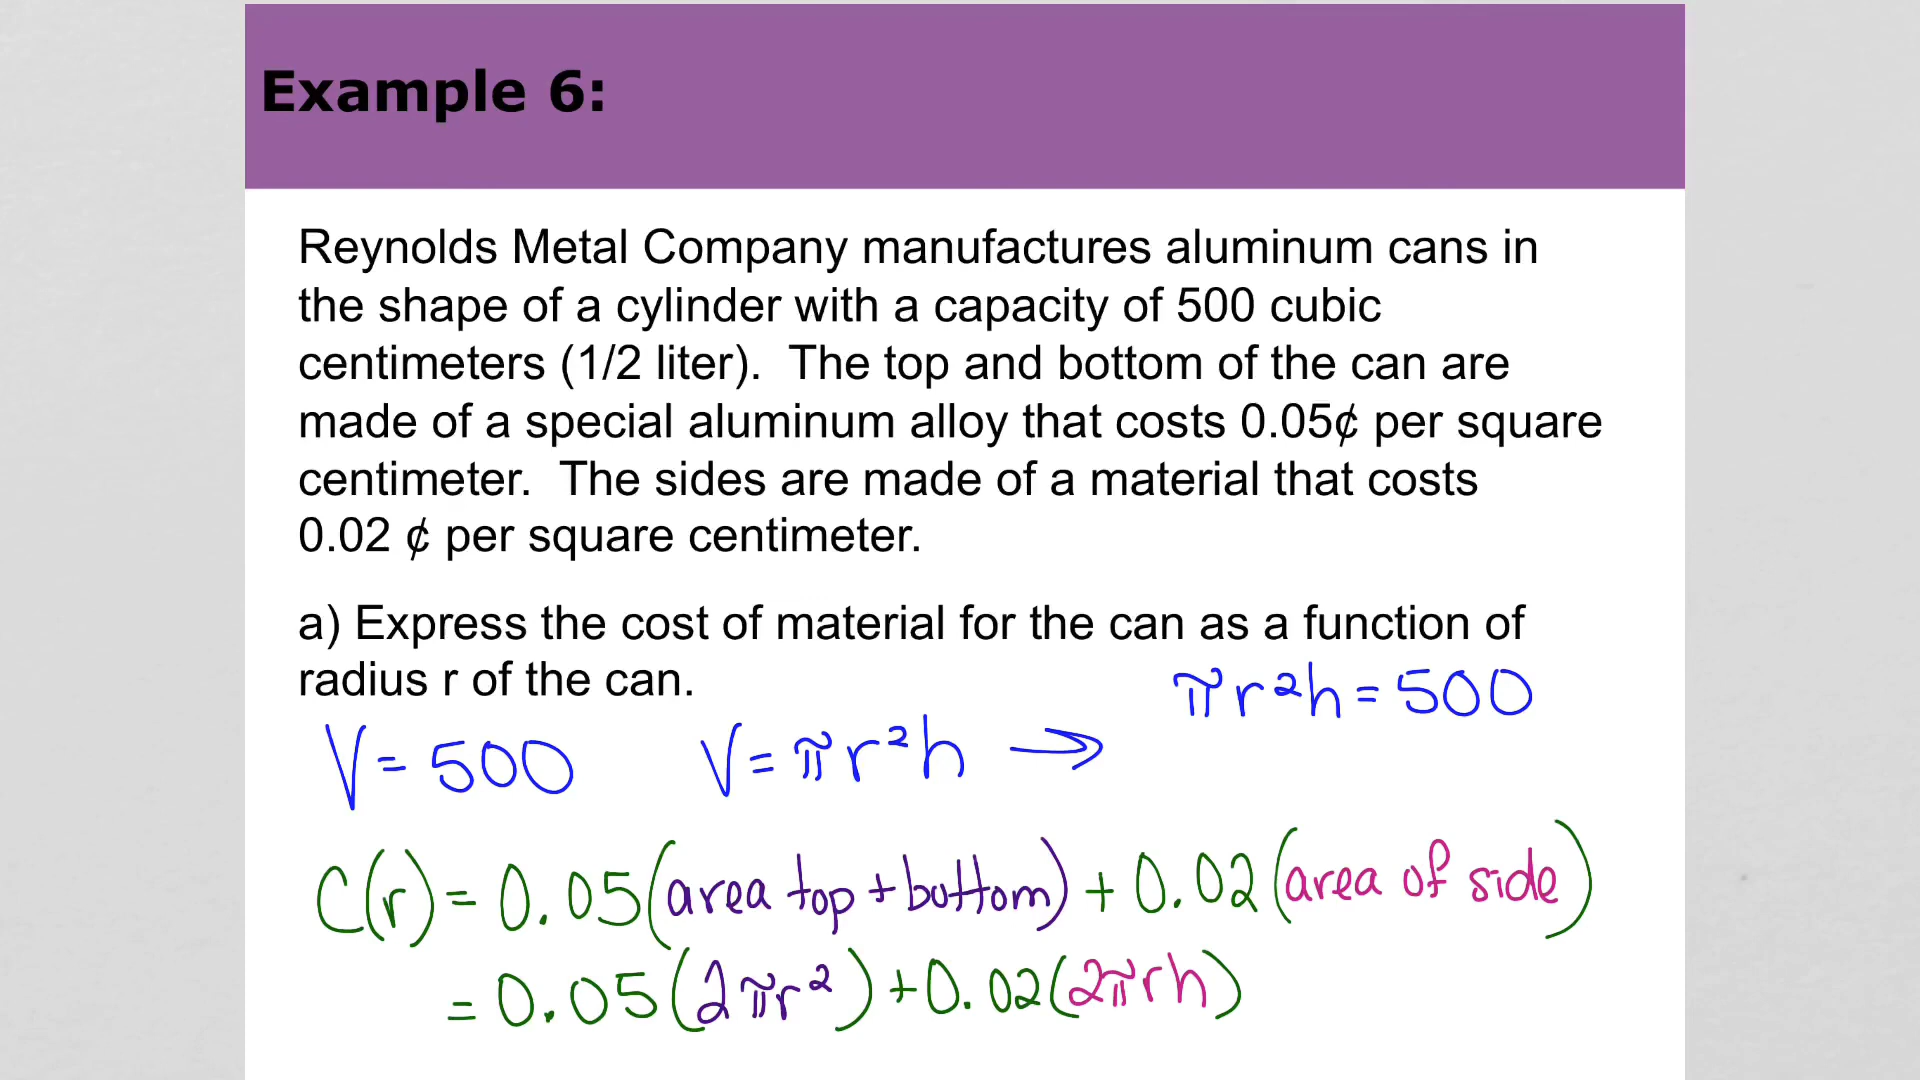 Example 6:
Reynolds Metal Company manufactures aluminum cans in
the shape of a cylinder with a capacity of 500 cubic
centimeters (1/2 liter).  The top and bottom of the can are
made of a special aluminum alloy that costs 0.05¢ per square
centimeter.  The sides are made of a material that costs
0.02 ¢ per square centimeter.
a) Express the cost of material for the can as a function of
radius r of the can.
πr²h = 500
V = 500 V = πr²h →
C(r) = 0.05(area top + bottom) + 0.02(area of side)
= 0.05(2πr²) + 0.02(2πrh)